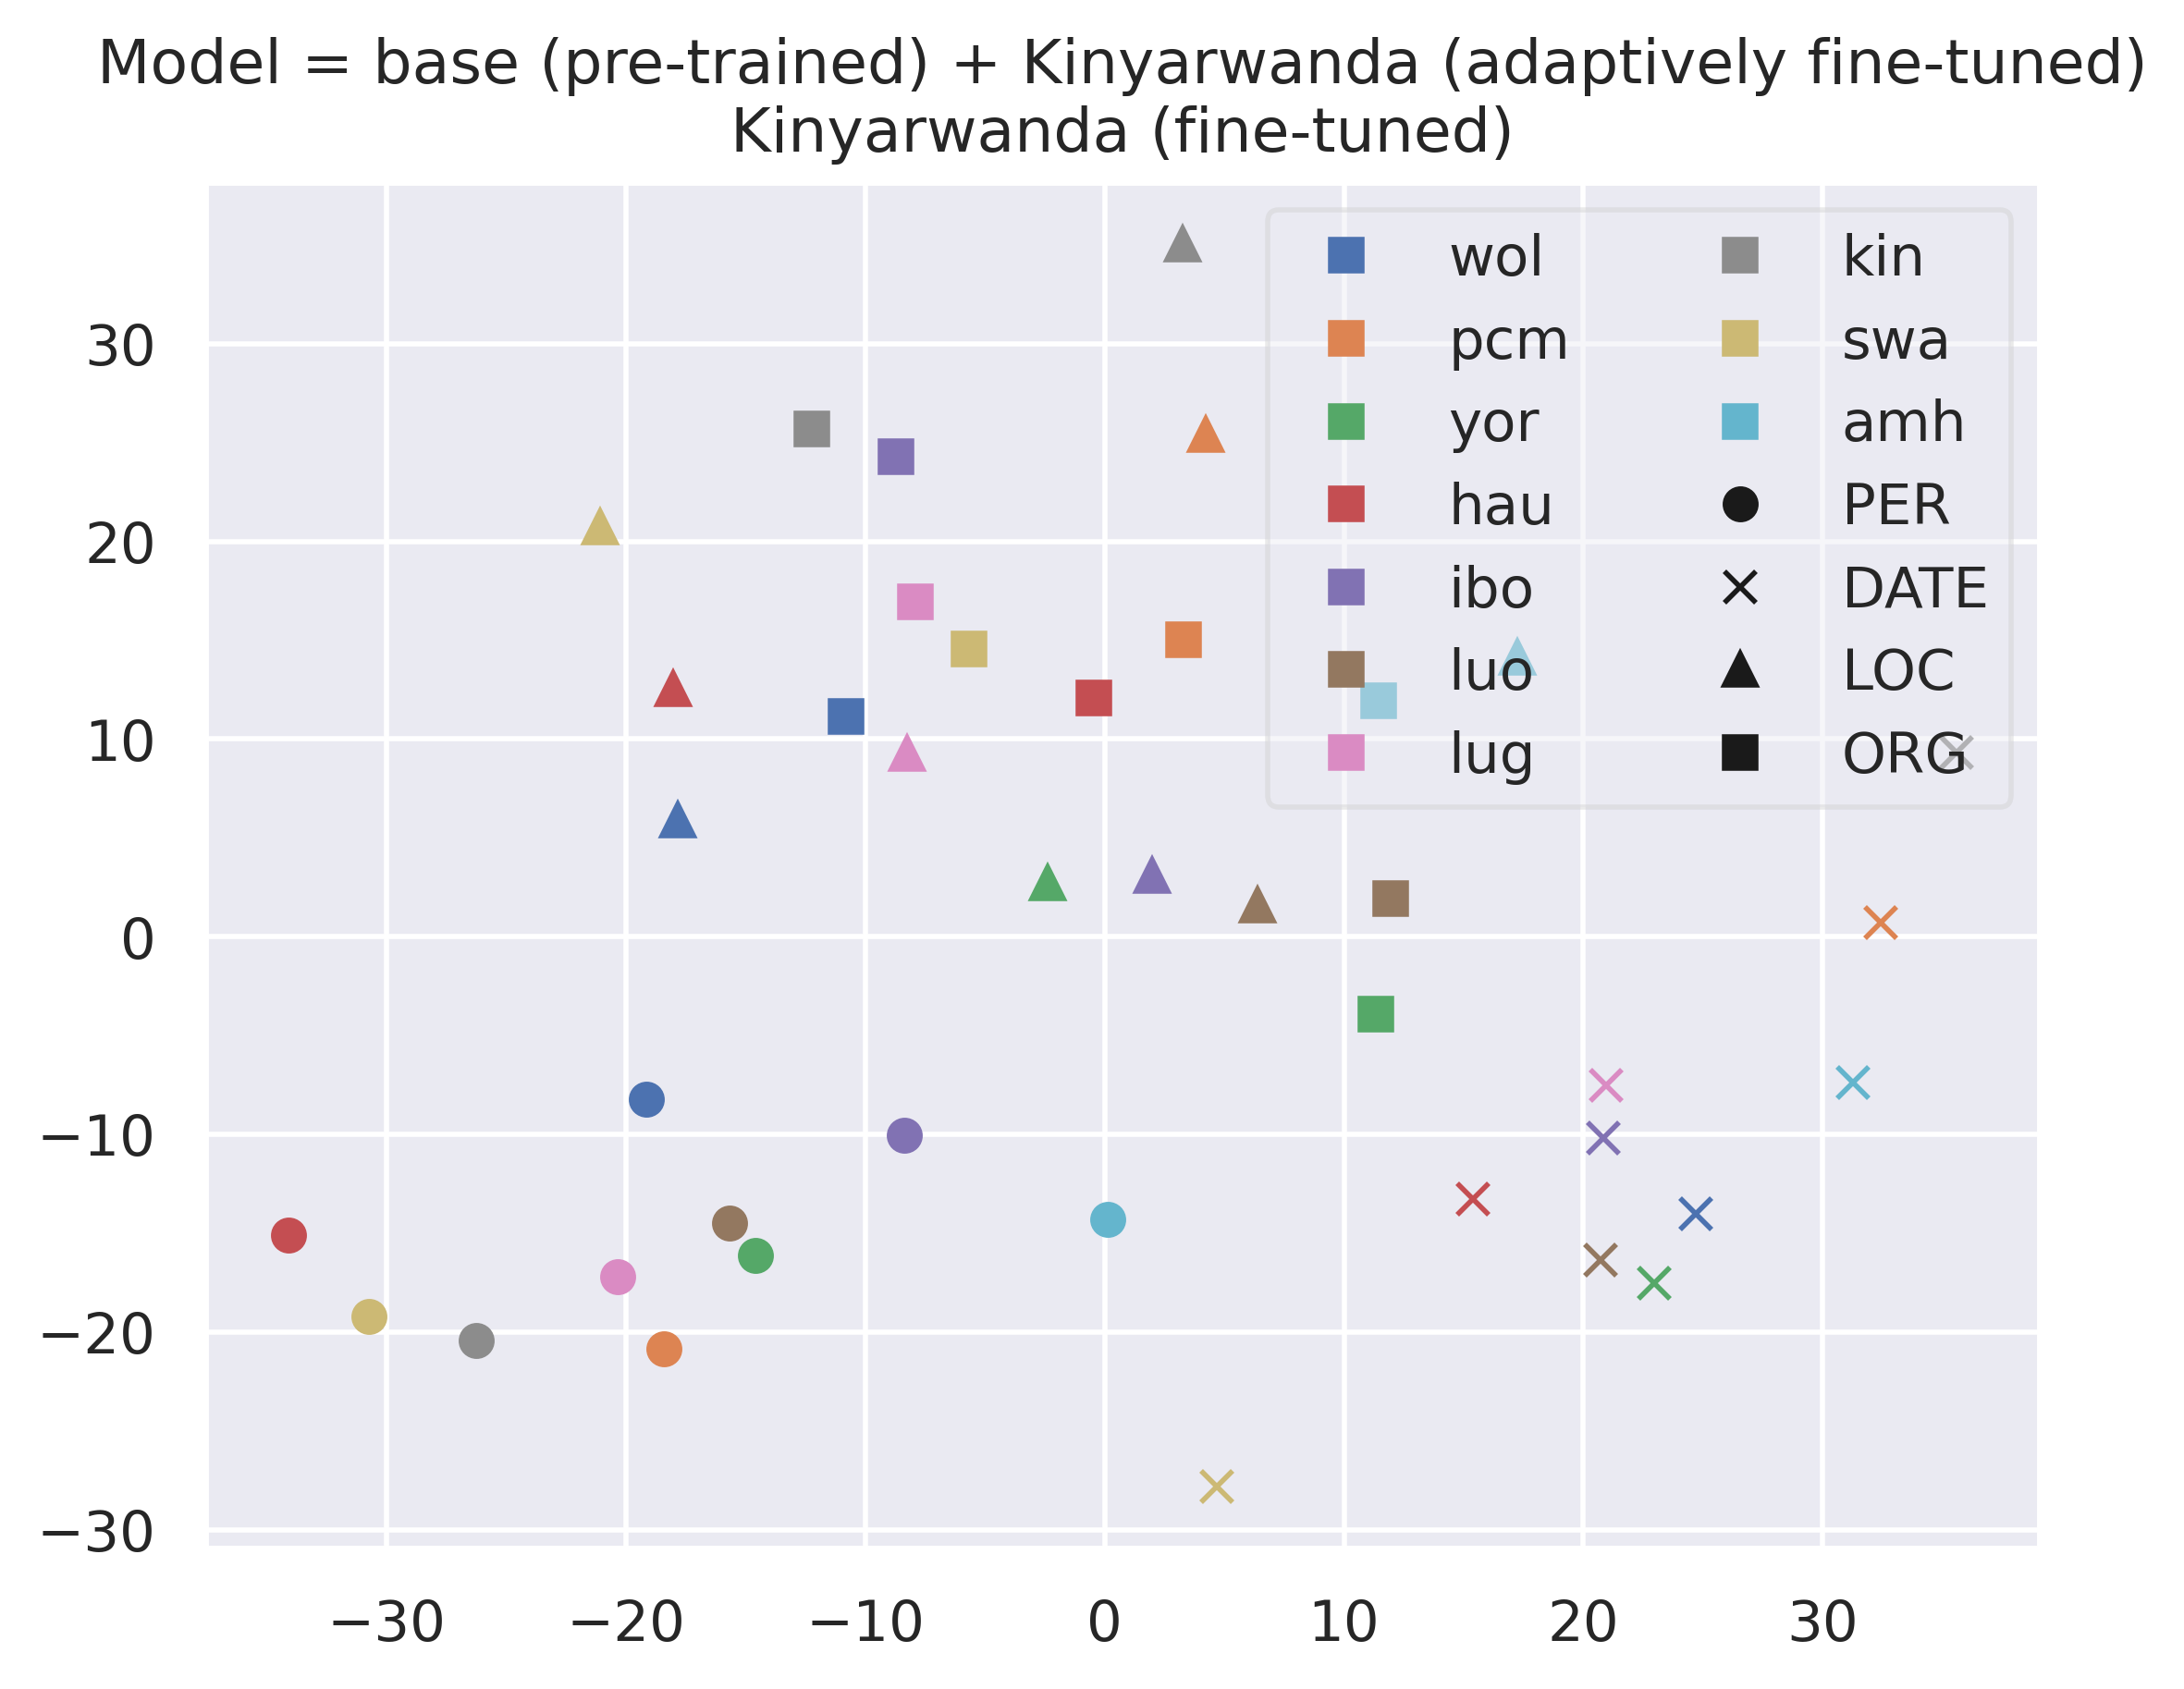 Model = base (pre-trained) + Kinyarwanda (adaptively fine-tuned)
Kinyarwanda (fine-tuned)
wol
pcm
yor
hau
ibo
luo
lug
kin
swa
amh
PER
DATE
LOC
ORG
30
20
10
0
−10
−20
−30
−30 −20 −10 0 10 20 30